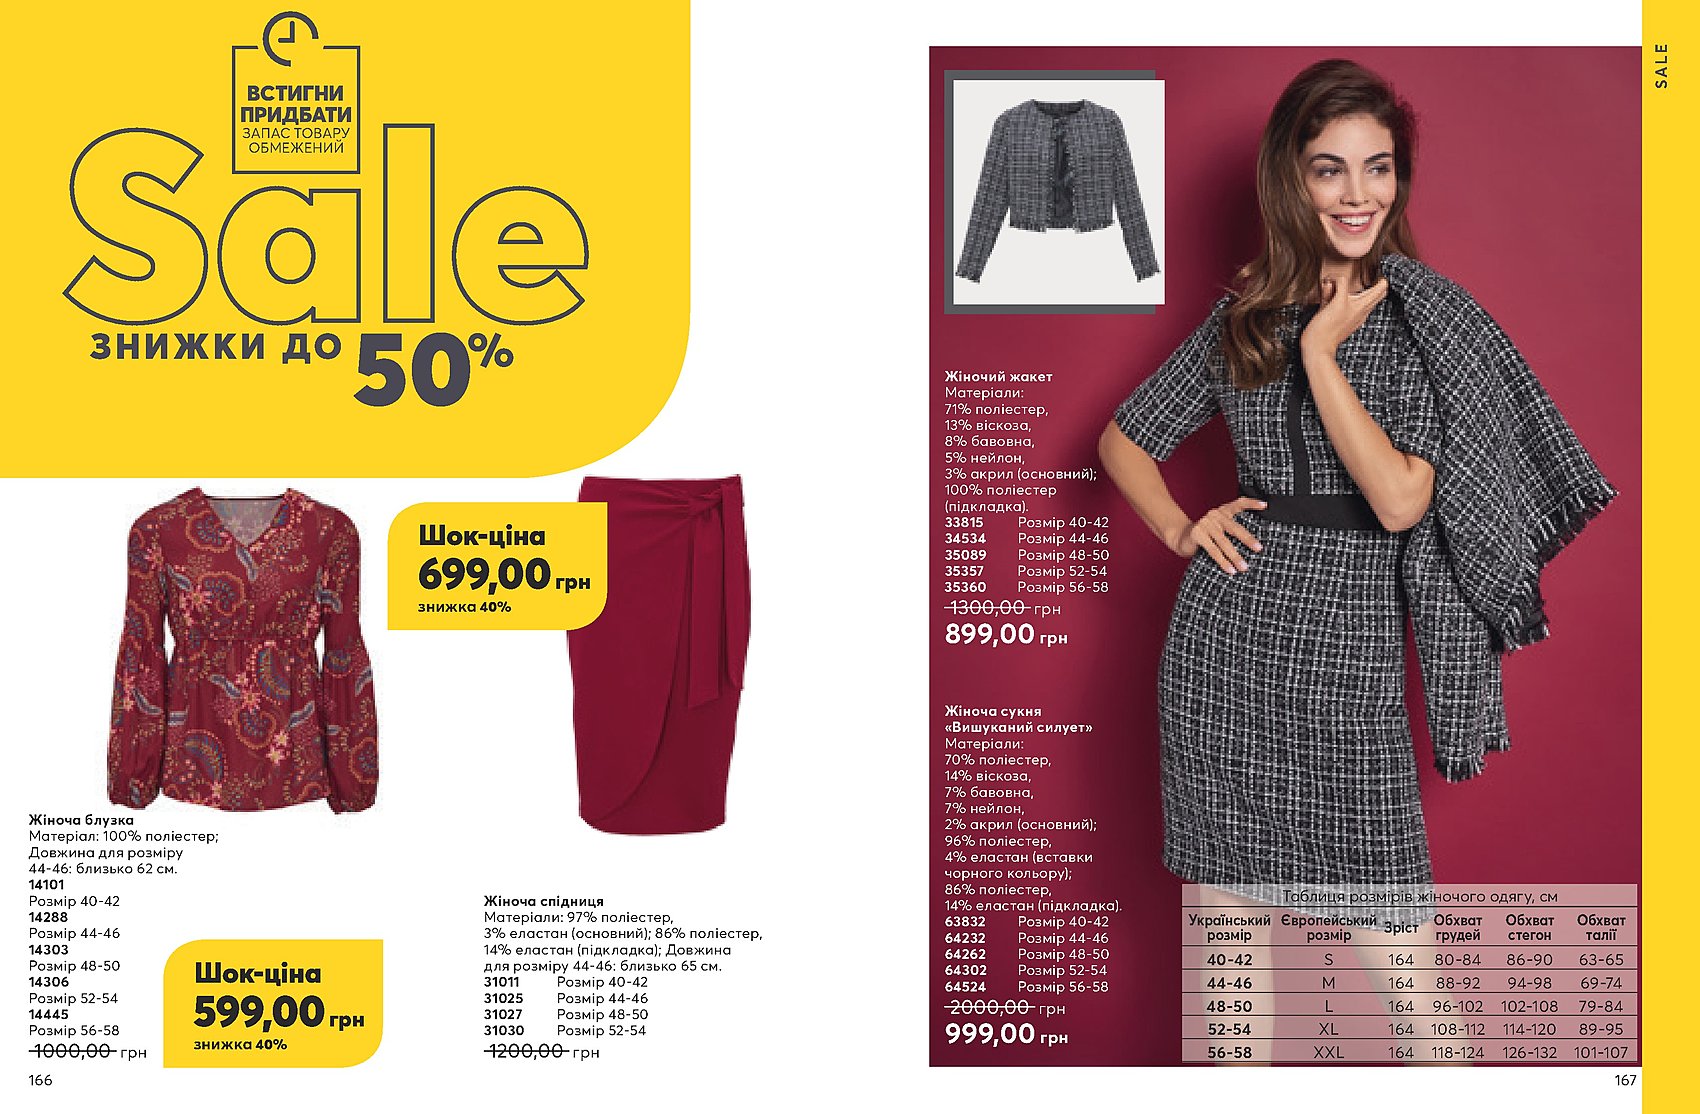 ВСТИГНИ
ПРИДБАТИ
ЗАПАС ТОВАРУ
ОБМЕЖЕНИЙ
Sale
ЗНИЖКИ ДО 50%
Шок-ціна
699,00 грн
знижка 40%
Жіноча блузка
Матеріал: 100% поліестер;
Довжина для розміру
44-46: близько 62 см.
14101
Розмір 40-42
14288
Розмір 44-46
14303
Розмір 48-50
14306
Розмір 52-54
14445
Розмір 56-58
1000,00 грн
Шок-ціна
599,00 грн
знижка 40%
Жіноча спідниця
Матеріали: 97% поліестер,
3% еластан (основний); 86% поліестер,
14% еластан (підкладка); Довжина
для розміру 44-46: близько 65 см.
31011 Розмір 40-42
31025 Розмір 44-46
31027 Розмір 48-50
31030 Розмір 52-54
1200,00 грн
166
SALE
Жіночий жакет
Матеріали:
71% поліестер,
13% віскоза,
8% бавовна,
5% нейлон,
3% акрил (основний);
100% поліестер
(підкладка).
33815 Розмір 40-42
34534 Розмір 44-46
35089 Розмір 48-50
35357 Розмір 52-54
35360 Розмір 56-58
1300,00 грн
899,00 грн
Жіноча сукня
«Вишуканий силует»
Матеріали:
70% поліестер,
14% віскоза,
7% бавовна,
7% нейлон,
2% акрил (основний);
96% поліестер,
4% еластан (вставки
чорного кольору);
86% поліестер,
14% еластан (підкладка).
63832 Розмір 40-42
64232 Розмір 44-46
64262 Розмір 48-50
64302 Розмір 52-54
64524 Розмір 56-58
2000,00 грн
999,00 грн
Таблиця розмірів жіночого одягу, см
Український розмір Європейський розмір Зріст Обхват грудей Обхват стегон Обхват талії
40-42 S 164 80-84 86-90 63-65
44-46 M 164 88-92 94-98 69-74
48-50 L 164 96-102 102-108 79-84
52-54 XL 164 108-112 114-120 89-95
56-58 XXL 164 118-124 126-132 101-107
167